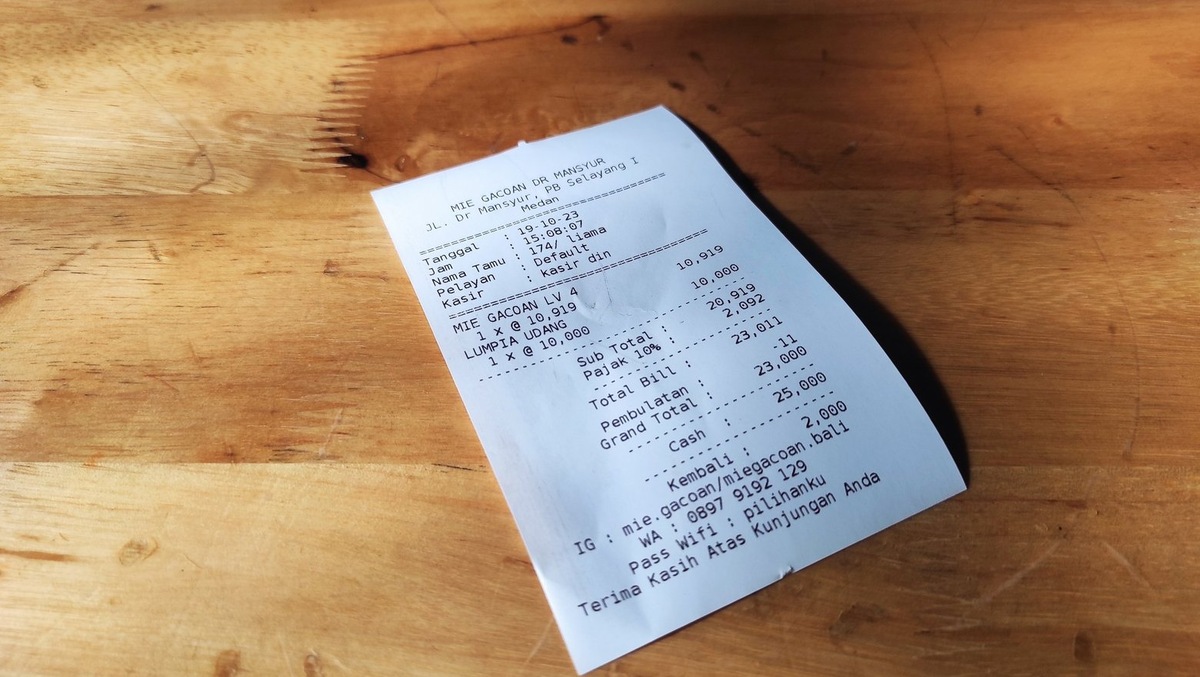 MIE GACOAN DR MANSYUR
JL. Dr Mansyur, PB Selayang I
Medan
================================
Tanggal : 19-10-23
Jam : 15:08:07
Nama Tamu : 174/ liama
Pelayan : Default
Kasir : kasir din
================================
MIE GACOAN LV 4
1 X @ 10,919 10,919
LUMPIA UDANG
1 X @ 10,000 10,000
--------------------------------
Sub Total : 20,919
Pajak 10% : 2,092
--------------------
Total Bill : 23,011
Pembulatan : 11
Grand Total : 23,000
--------------------
Cash : 25,000
--------------------
Kembali : 2,000
IG : mie.gacoan/miegacoan.bali
WA : 0897 9192 129
Pass Wifi : pilihanku
Terima Kasih Atas Kunjungan Anda